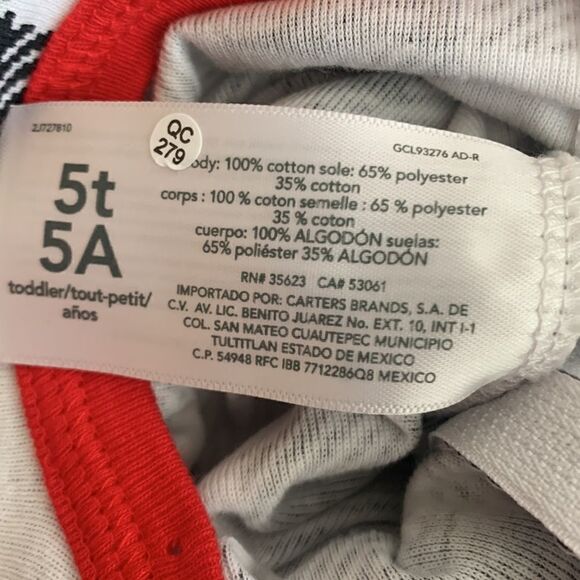 2J727810
GCL93276 AD-R
QC
279
5t
5A
toddler/tout-petit/
años
ody: 100% cotton sole: 65% polyester
35% cotton
corps : 100 % coton semelle : 65 % polyester
35 % coton
cuerpo: 100% ALGODÓN suelas:
65% poliéster 35% ALGODÓN
RN# 35623 CA# 53061
IMPORTADO POR: CARTERS BRANDS, S.A. DE
C.V. AV. LIC. BENITO JUAREZ No. EXT. 10, INT I-1
COL. SAN MATEO CUAUTEPEC MUNICIPIO
TULTITLAN ESTADO DE MEXICO
C.P. 54948 RFC IBB 7712286Q8 MEXICO